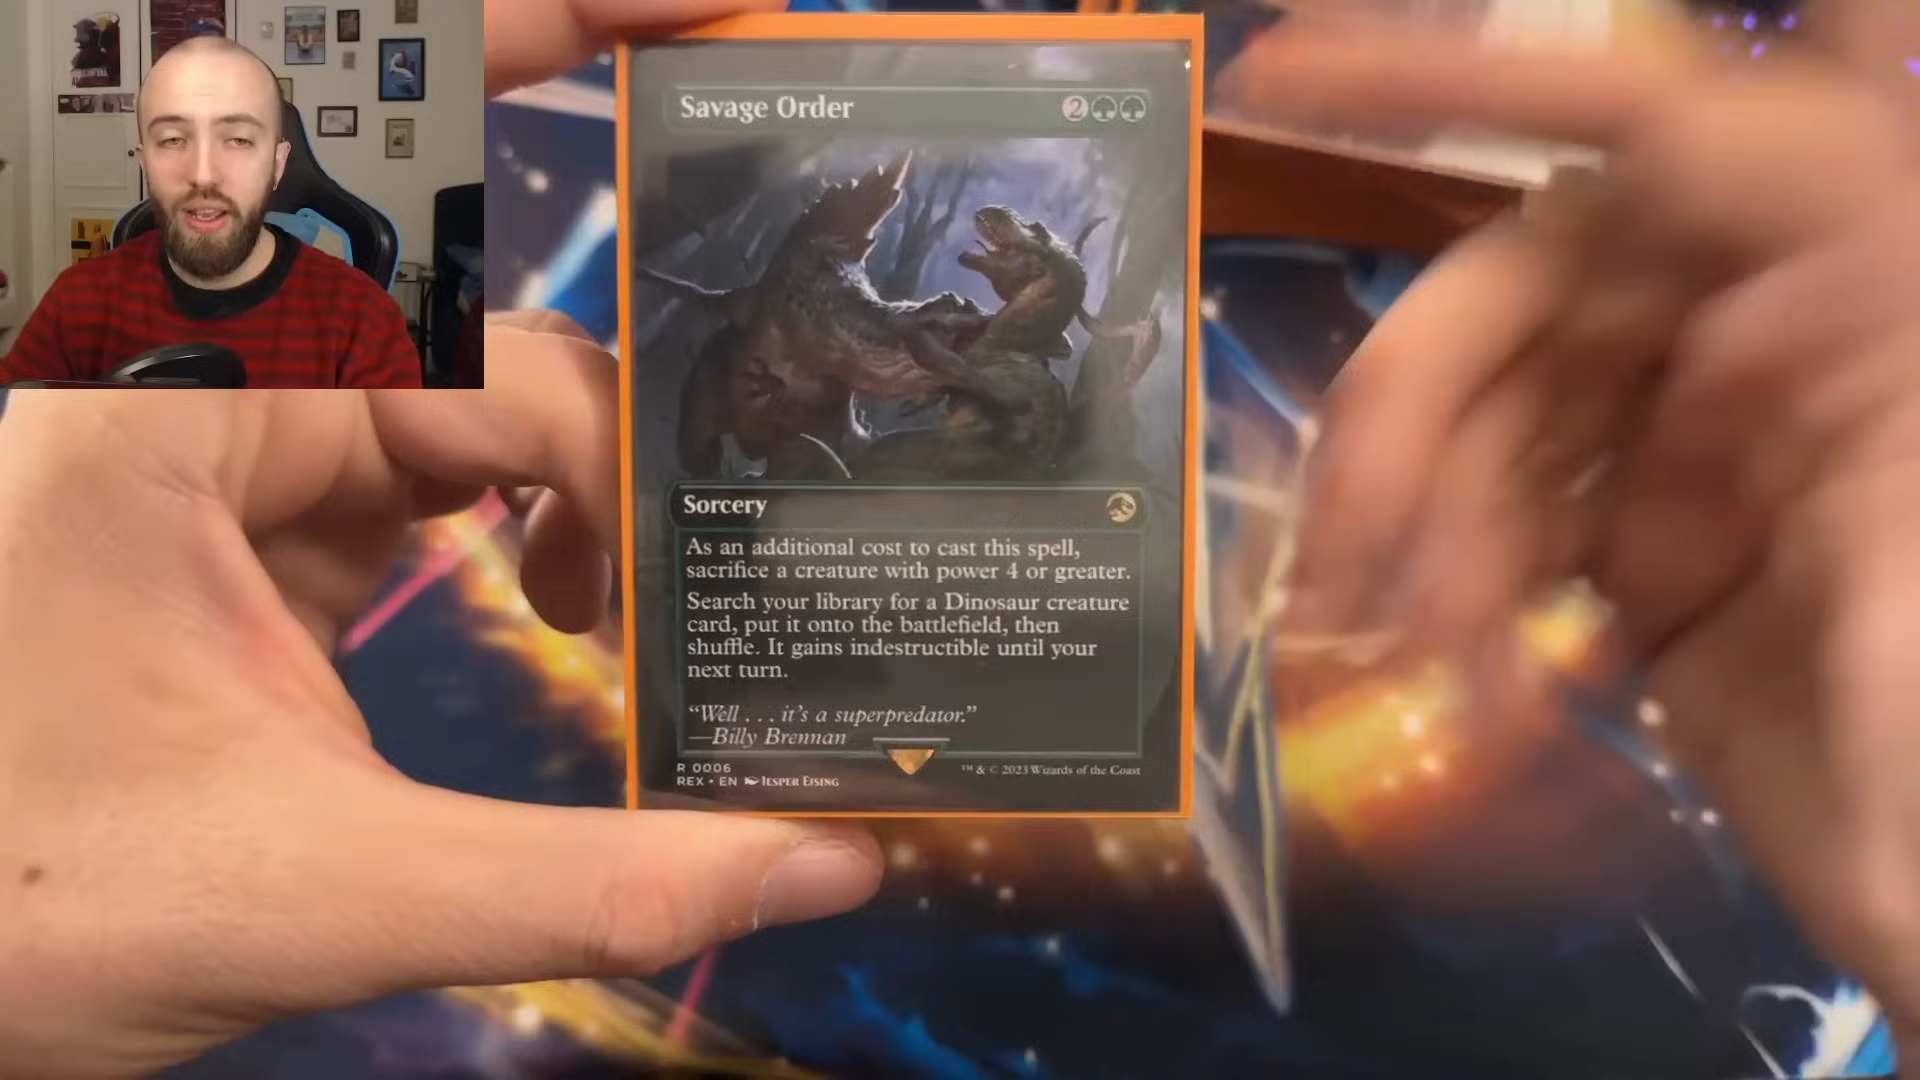 Savage Order
2
Sorcery
As an additional cost to cast this spell,
sacrifice a creature with power 4 or greater.
Search your library for a Dinosaur creature
card, put it onto the battlefield, then
shuffle. It gains indestructible until your
next turn.
“Well . . . it’s a superpredator.”
—Billy Brennan
R 0006
REX • EN JESPER EJSING
™ & © 2023 Wizards of the Coast